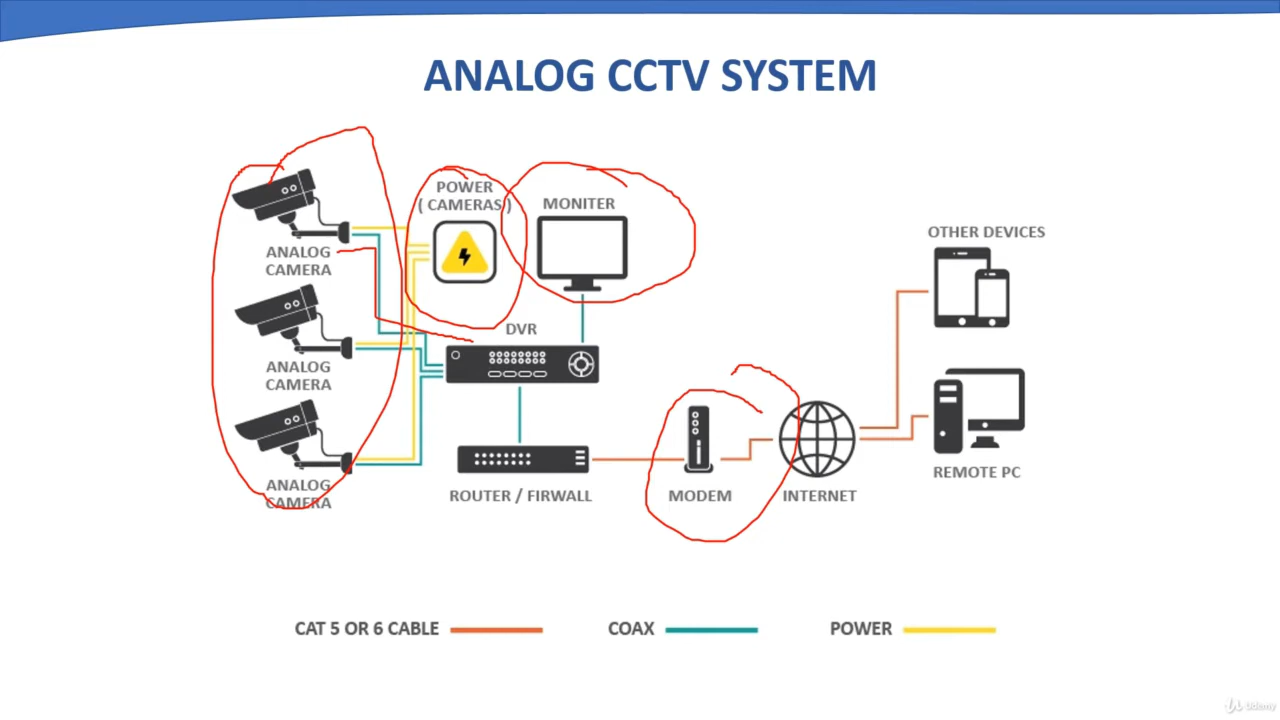 ANALOG CCTV SYSTEM
POWER
( CAMERAS )
MONITER
ANALOG
CAMERA
OTHER DEVICES
DVR
ANALOG
CAMERA
REMOTE PC
ANALOG
CAMERA
ROUTER / FIRWALL
MODEM
INTERNET
CAT 5 OR 6 CABLE
COAX
POWER
Udemy